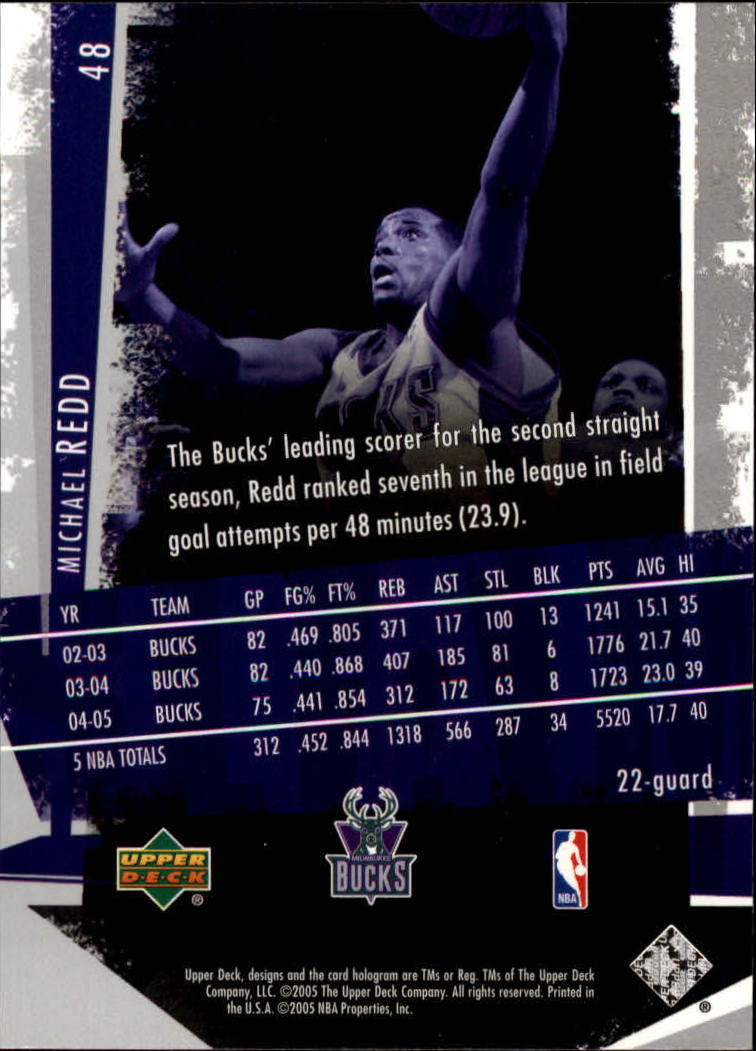 48
MICHAEL REDD
The Bucks' leading scorer for the second straight
season, Redd ranked seventh in the league in field
goal attempts per 48 minutes (23.9).
YR TEAM GP FG% FT% REB AST STL BLK PTS AVG HI
02-03 BUCKS 82 .469 .805 371 117 100 13 1241 15.1 35
03-04 BUCKS 82 .440 .868 407 185 81 6 1776 21.7 40
04-05 BUCKS 75 .441 .854 312 172 63 8 1723 23.0 39
5 NBA TOTALS 312 .452 .844 1318 566 287 34 5520 17.7 40
22-guard
UPPER
D·E·C·K
®
MILWAUKEE
BUCKS
NBA
Upper Deck, designs and the card hologram are TMs or Reg. TMs of The Upper Deck
Company, LLC. ©2005 The Upper Deck Company. All rights reserved. Printed in
the U.S.A. ©2005 NBA Properties, Inc.
®